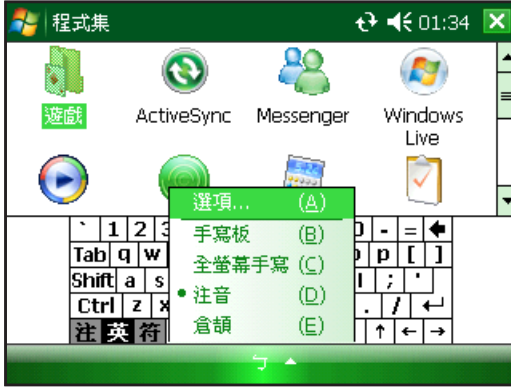 程式集 01:34
遊戲 ActiveSync Messenger Windows Live
選項... (A)
手寫板 (B)
全螢幕手寫 (C)
注音 (D)
倉頡 (E)
` 1 2 3 - = 
Tab q w p [ ]
Shift a s ; '
Ctrl z x . /
注 英 符
ㄅ